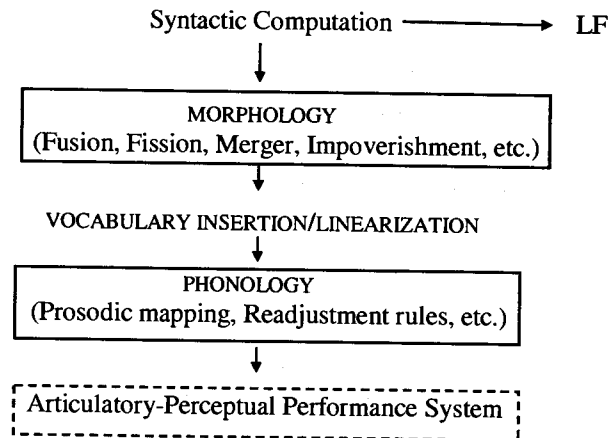 Syntactic Computation LF
MORPHOLOGY
(Fusion, Fission, Merger, Impoverishment, etc.)
VOCABULARY INSERTION/LINEARIZATION
PHONOLOGY
(Prosodic mapping, Readjustment rules, etc.)
Articulatory-Perceptual Performance System